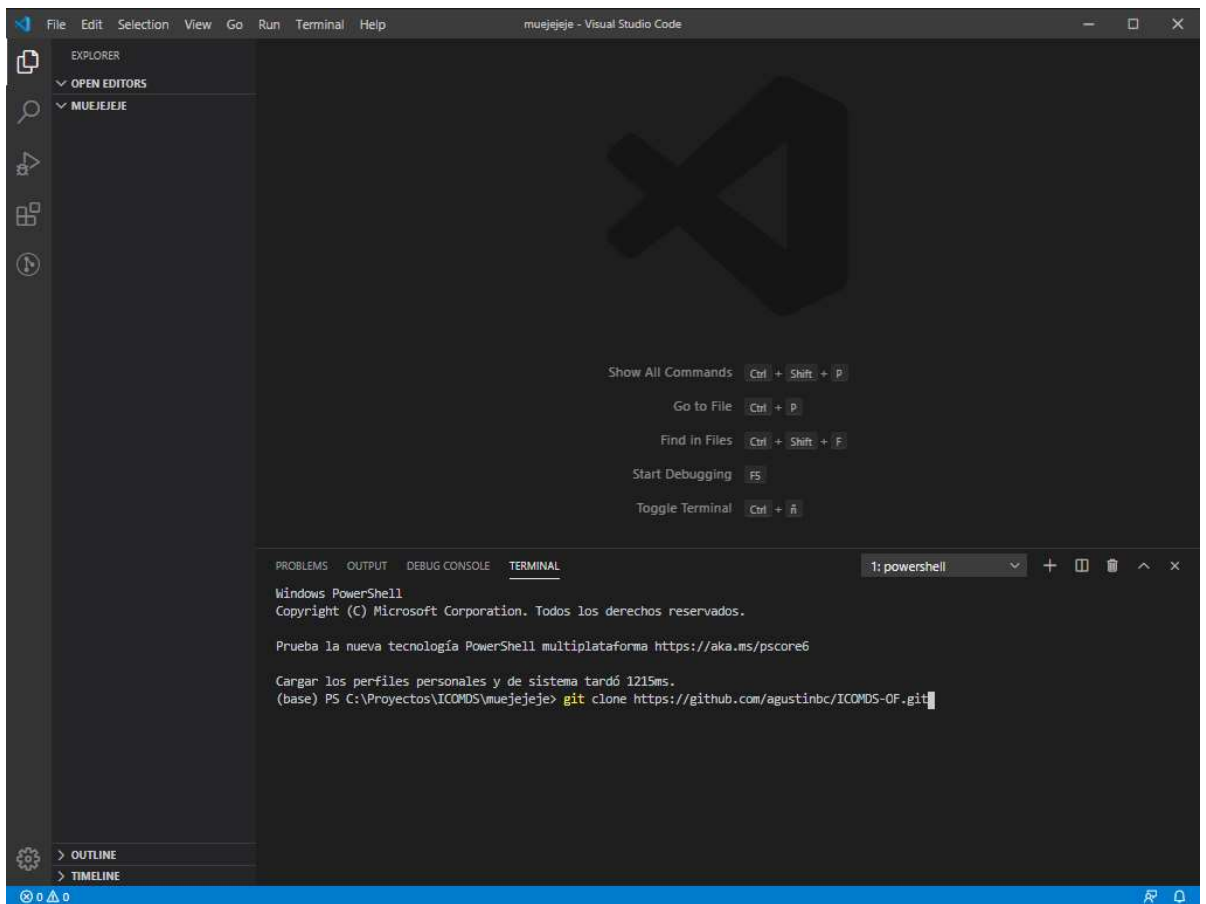 File Edit Selection View Go Run Terminal Help
muejejeje - Visual Studio Code
EXPLORER
OPEN EDITORS
MUEJEJEJE
Show All Commands Ctrl + Shift + P
Go to File Ctrl + P
Find in Files Ctrl + Shift + F
Start Debugging F5
Toggle Terminal Ctrl + ñ
PROBLEMS OUTPUT DEBUG CONSOLE TERMINAL
1: powershell
Windows PowerShell
Copyright (C) Microsoft Corporation. Todos los derechos reservados.
Prueba la nueva tecnología PowerShell multiplataforma https://aka.ms/pscore6
Cargar los perfiles personales y de sistema tardó 1215ms.
(base) PS C:\Proyectos\ICOMDS\muejejeje> git clone https://github.com/agustinbc/ICOMDS-OF.git
OUTLINE
TIMELINE
0 0